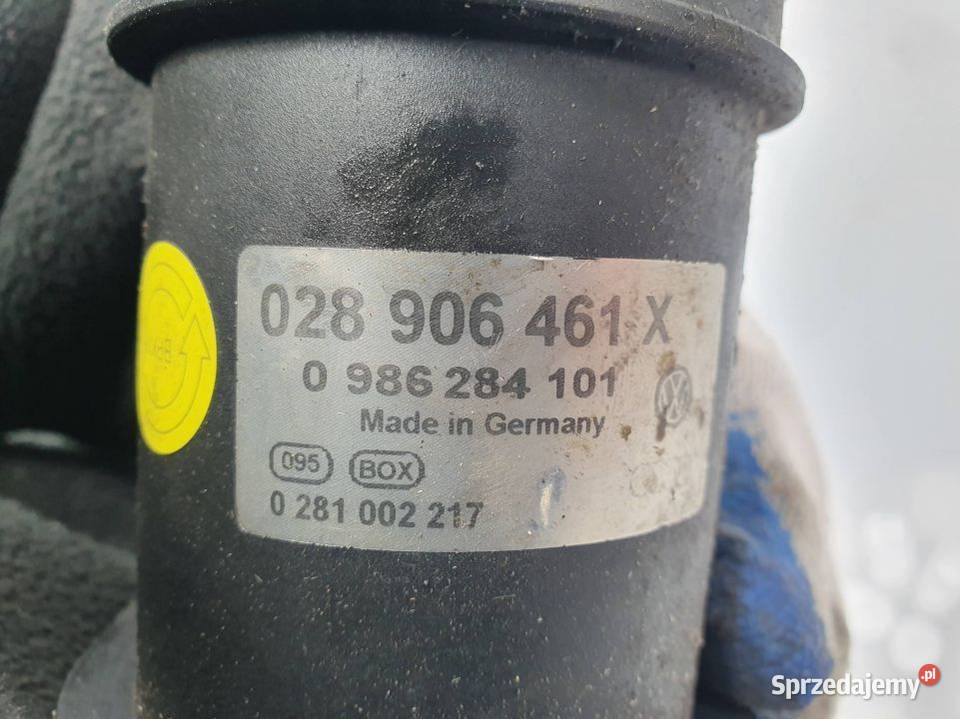 028 906 461 X
0 986 284 101
Made in Germany
095 BOX
0 281 002 217
Sprzedajemy.pl